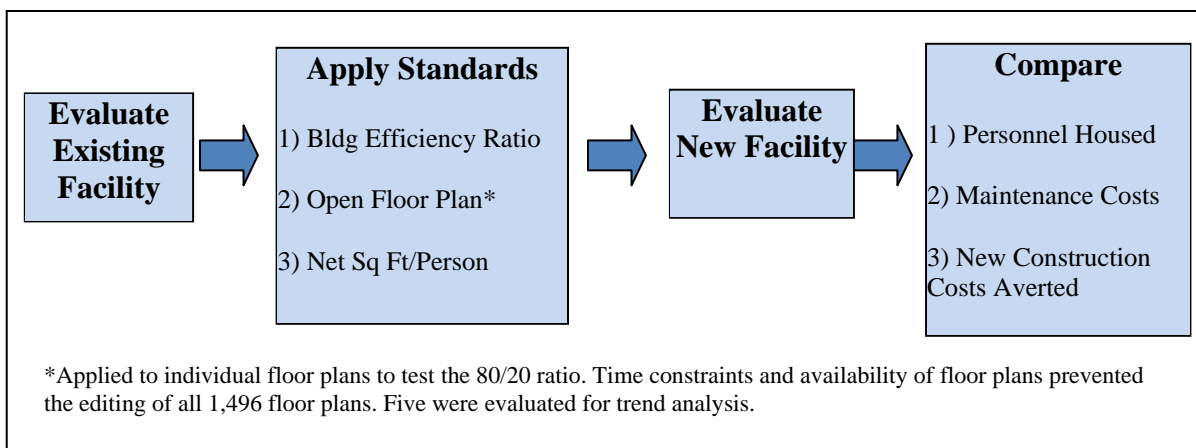 Evaluate
Existing
Facility
Apply Standards
1) Bldg Efficiency Ratio
2) Open Floor Plan*
3) Net Sq Ft/Person
Evaluate
New Facility
Compare
1 ) Personnel Housed
2) Maintenance Costs
3) New Construction
Costs Averted
*Applied to individual floor plans to test the 80/20 ratio. Time constraints and availability of floor plans prevented
the editing of all 1,496 floor plans. Five were evaluated for trend analysis.